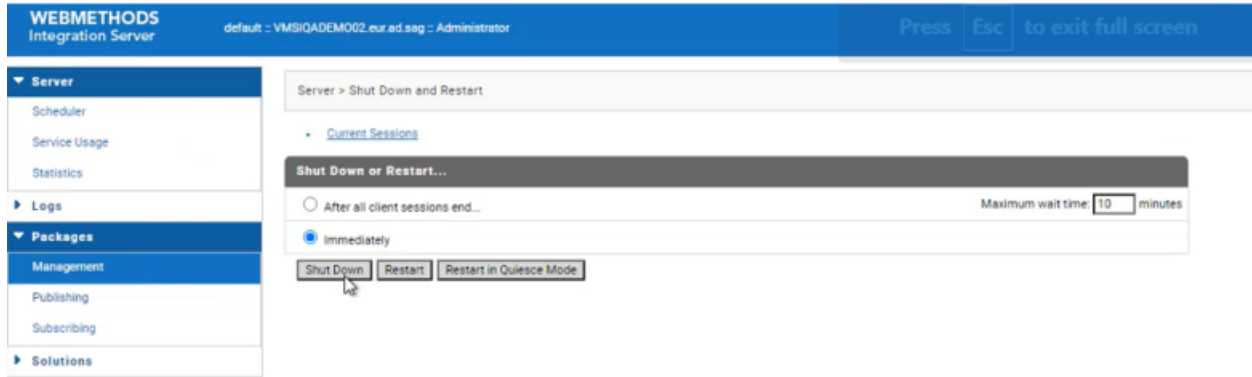 WEBMETHODS
Integration Server
default :: VMSIQADEMO02.eur.ad.sag :: Administrator
Press Esc to exit full screen
Server
Scheduler
Service Usage
Statistics
Logs
Packages
Management
Publishing
Subscribing
Solutions
Server > Shut Down and Restart
Current Sessions
Shut Down or Restart...
After all client sessions end... Maximum wait time: 10 minutes
Immediately
Shut Down Restart Restart in Quiesce Mode